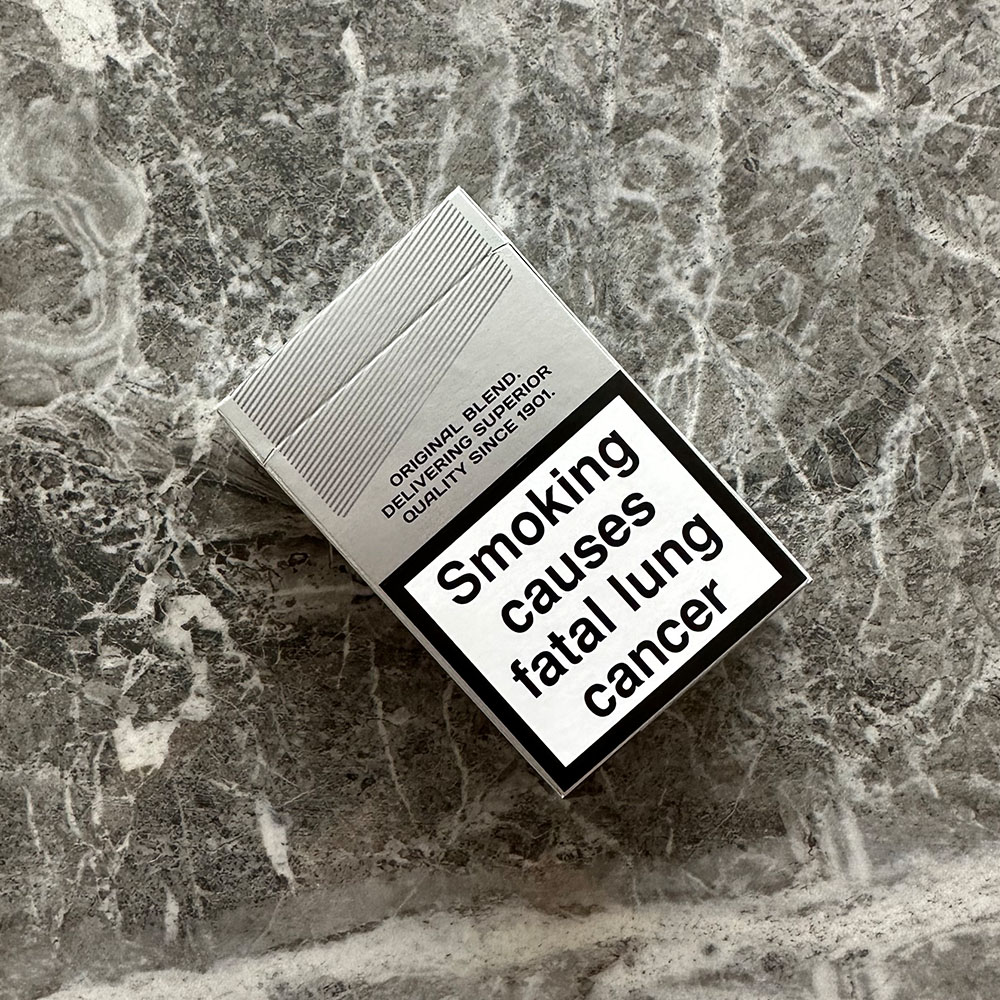 ORIGINAL BLEND.
DELIVERING SUPERIOR
QUALITY SINCE 1901.
Smoking
causes
fatal lung
cancer